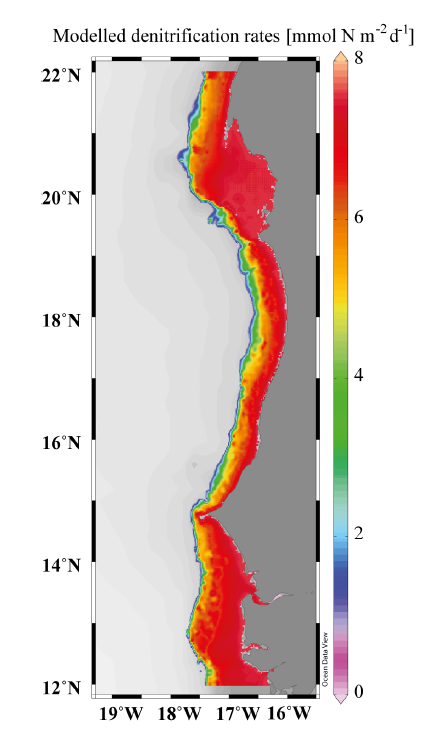 Modelled denitrification rates [mmol N m⁻² d⁻¹]
22°N
20°N
18°N
16°N
14°N
12°N
19°W 18°W 17°W 16°W
8
6
4
2
0
Ocean Data View